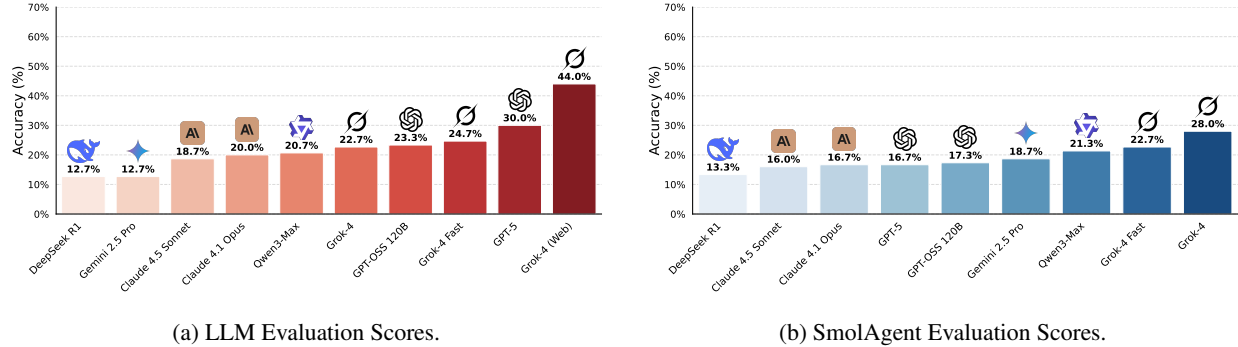 70%
60%
50%
40%
30%
20%
10%
0%
Accuracy (%)
12.7%
12.7%
18.7%
20.0%
20.7%
22.7%
23.3%
24.7%
30.0%
44.0%
DeepSeek R1
Gemini 2.5 Pro
Claude 4.5 Sonnet
Claude 4.1 Opus
Qwen3-Max
Grok-4
GPT-OSS 120B
Grok-4 Fast
GPT-5
Grok-4 (Web)
(a) LLM Evaluation Scores.
70%
60%
50%
40%
30%
20%
10%
0%
Accuracy (%)
13.3%
16.0%
16.7%
16.7%
17.3%
18.7%
21.3%
22.7%
28.0%
DeepSeek R1
Claude 4.5 Sonnet
Claude 4.1 Opus
GPT-5
GPT-OSS 120B
Gemini 2.5 Pro
Qwen3-Max
Grok-4 Fast
Grok-4
(b) SmolAgent Evaluation Scores.